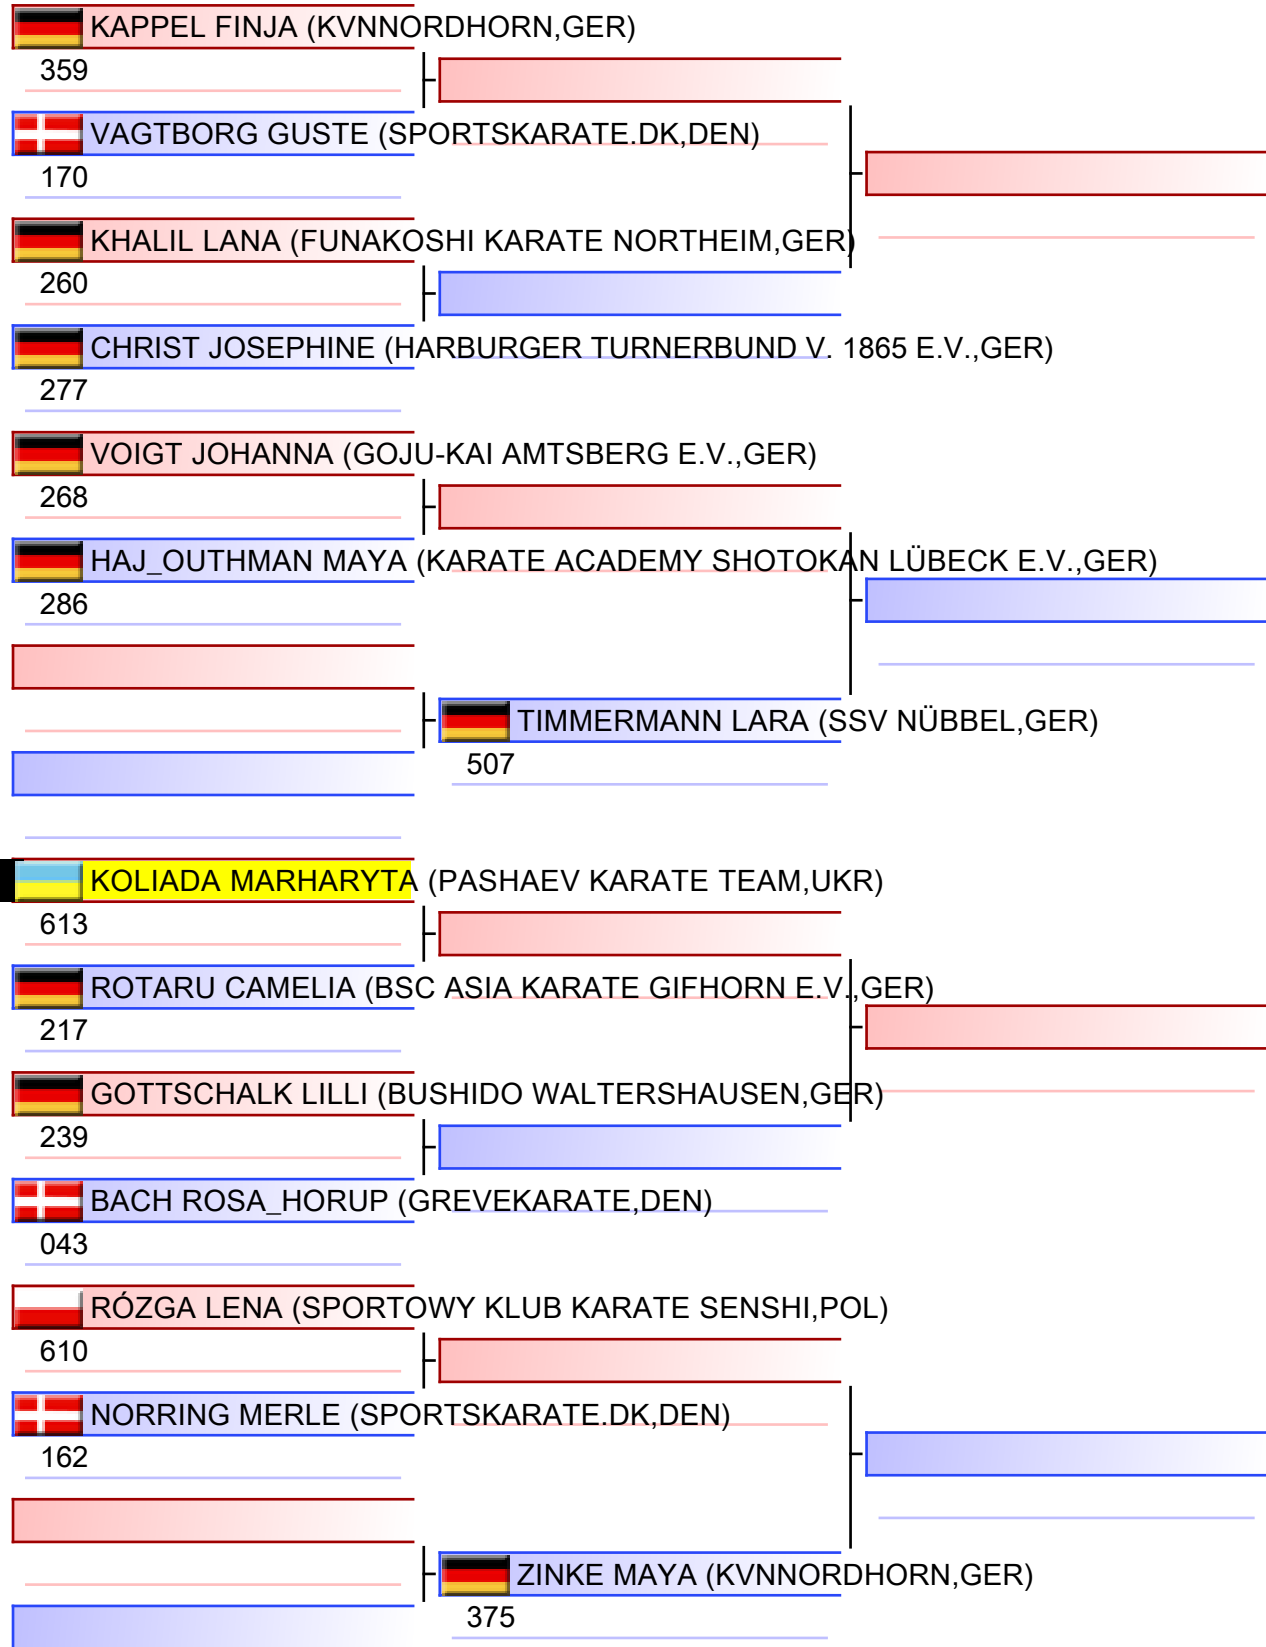 KAPPEL FINJA (KVNNORDHORN,GER)
359
VAGTBORG GUSTE (SPORTSKARATE.DK,DEN)
170
KHALIL LANA (FUNAKOSHI KARATE NORTHEIM,GER)
260
CHRIST JOSEPHINE (HARBURGER TURNERBUND V. 1865 E.V.,GER)
277
VOIGT JOHANNA (GOJU-KAI AMTSBERG E.V.,GER)
268
HAJ_OUTHMAN MAYA (KARATE ACADEMY SHOTOKAN LÜBECK E.V.,GER)
286
TIMMERMANN LARA (SSV NÜBBEL,GER)
507
KOLIADA MARHARYTA (PASHAEV KARATE TEAM,UKR)
613
ROTARU CAMELIA (BSC ASIA KARATE GIFHORN E.V.,GER)
217
GOTTSCHALK LILLI (BUSHIDO WALTERSHAUSEN,GER)
239
BACH ROSA_HORUP (GREVEKARATE,DEN)
043
RÓZGA LENA (SPORTOWY KLUB KARATE SENSHI,POL)
610
NORRING MERLE (SPORTSKARATE.DK,DEN)
162
ZINKE MAYA (KVNNORDHORN,GER)
375